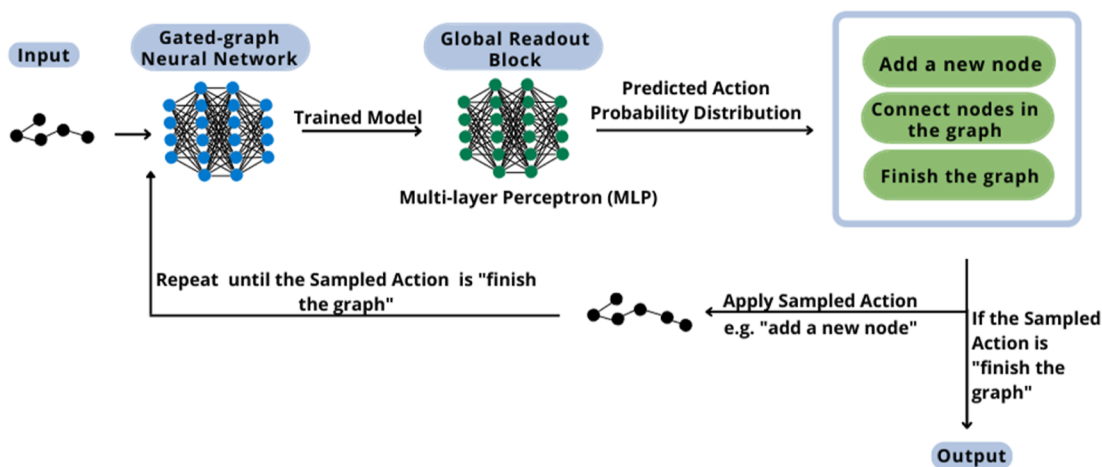 Input
Gated-graph
Neural Network
Trained Model
Global Readout
Block
Multi-layer Perceptron (MLP)
Predicted Action
Probability Distribution
Add a new node
Connect nodes in
the graph
Finish the graph
Repeat until the Sampled Action is "finish
the graph"
Apply Sampled Action
e.g. "add a new node"
If the Sampled
Action is
"finish the
graph"
Output